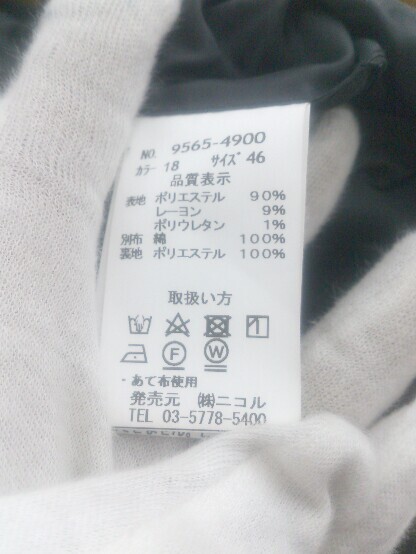 NO. 9565-4900
カラー 18 サイズ 46
品質表示
表地 ポリエステル 90%
レーヨン 9%
ポリウレタン 1%
別布 綿 100%
裏地 ポリエステル 100%
取扱い方
F W
・あて布使用
発売元 ㈱ニコル
TEL 03-5778-5400